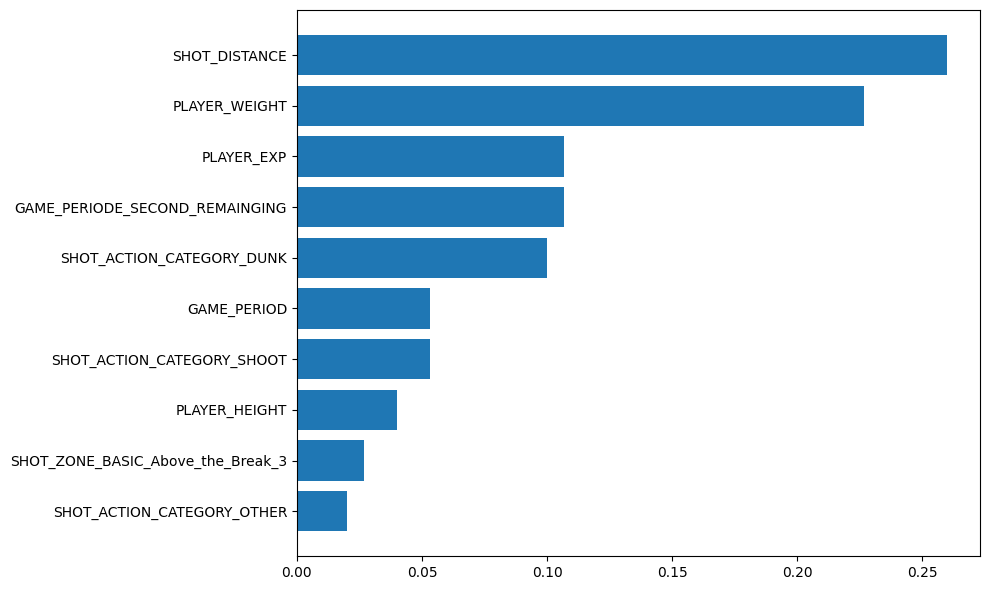 SHOT_DISTANCE
PLAYER_WEIGHT
PLAYER_EXP
GAME_PERIODE_SECOND_REMAINGING
SHOT_ACTION_CATEGORY_DUNK
GAME_PERIOD
SHOT_ACTION_CATEGORY_SHOOT
PLAYER_HEIGHT
SHOT_ZONE_BASIC_Above_the_Break_3
SHOT_ACTION_CATEGORY_OTHER
0.00 0.05 0.10 0.15 0.20 0.25